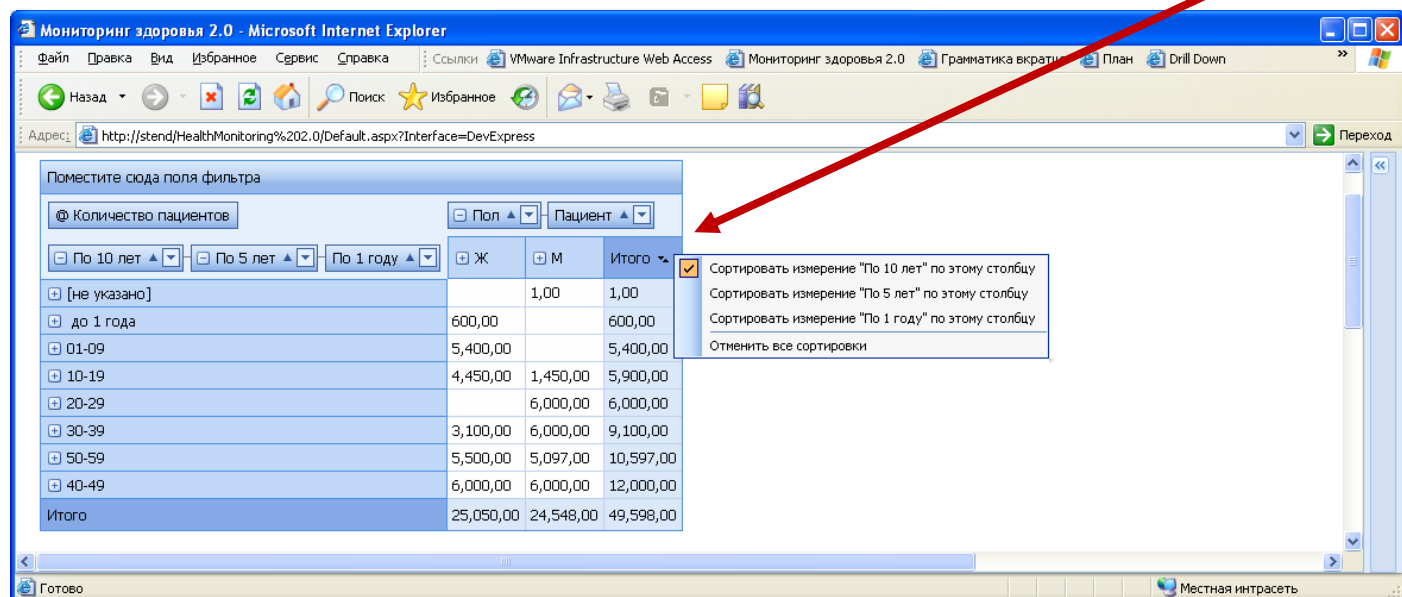 Мониторинг здоровья 2.0 - Microsoft Internet Explorer
Файл Правка Вид Избранное Сервис Справка Ссылки VMware Infrastructure Web Access Мониторинг здоровья 2.0 Грамматика вкратце План Drill Down »
Назад Поиск Избранное
Адрес: http://stend/HealthMonitoring%202.0/Default.aspx?Interface=DevExpress Переход
Поместите сюда поля фильтра
@ Количество пациентов Пол Пациент
По 10 лет По 5 лет По 1 году Ж М Итого
Сортировать измерение "По 10 лет" по этому столбцу
Сортировать измерение "По 5 лет" по этому столбцу
Сортировать измерение "По 1 году" по этому столбцу
Отменить все сортировки
[не указано] 1,00 1,00
до 1 года 600,00 600,00
01-09 5,400,00 5,400,00
10-19 4,450,00 1,450,00 5,900,00
20-29 6,000,00 6,000,00
30-39 3,100,00 6,000,00 9,100,00
50-59 5,500,00 5,097,00 10,597,00
40-49 6,000,00 6,000,00 12,000,00
Итого 25,050,00 24,548,00 49,598,00
Готово Местная интрасеть